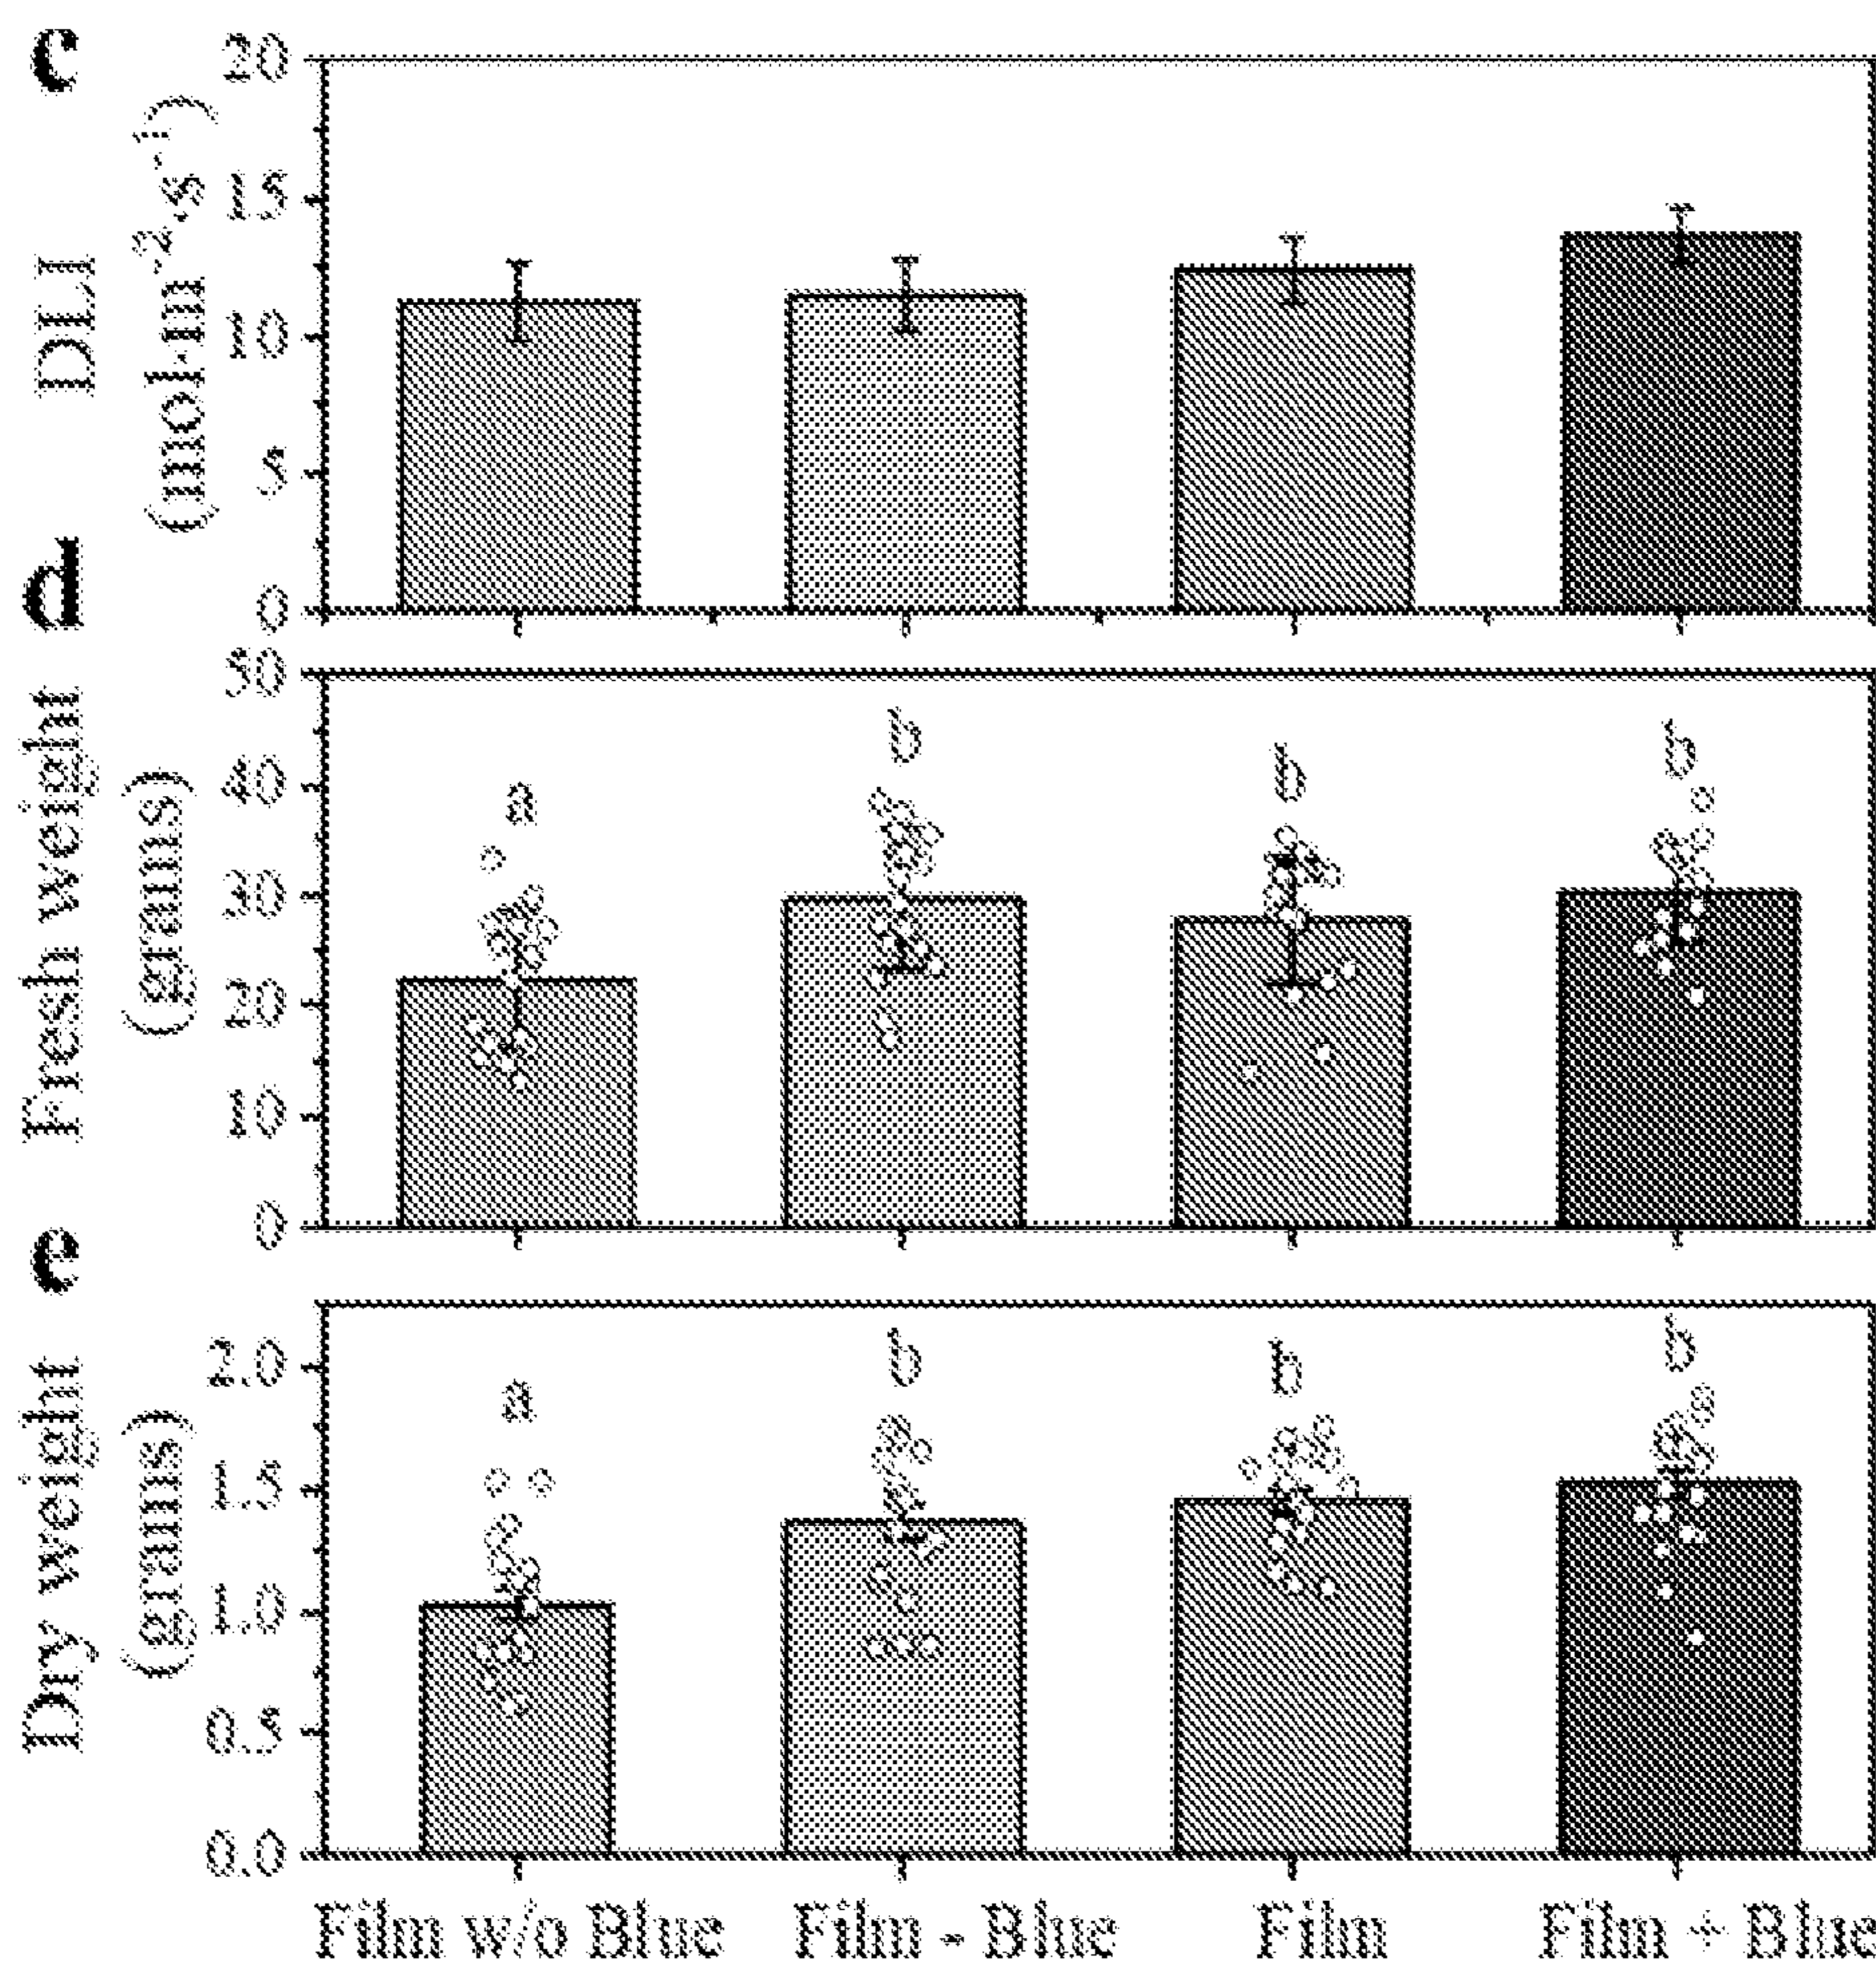 c
DLI
(mol·m⁻²·s⁻¹)
20
15
10
5
0
d
Fresh weight
(grams)
50
40
30
20
10
0
a
b
b
b
e
Dry weight
(grams)
2.0
1.5
1.0
0.5
0.0
a
b
b
b
Film w/o Blue
Film - Blue
Film
Film + Blue